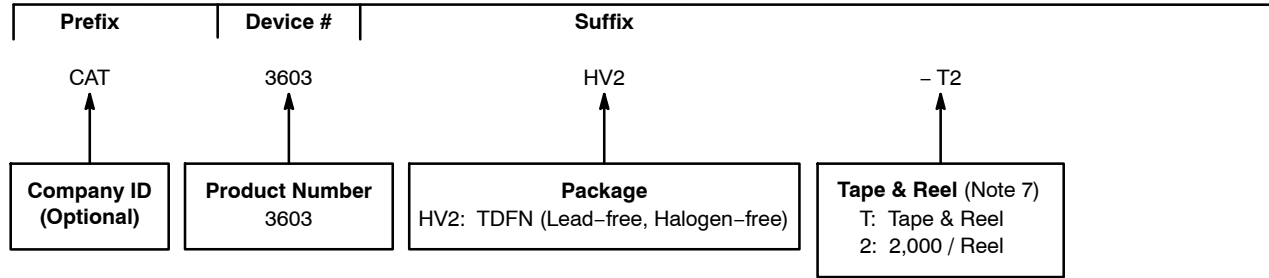 Prefix Device # Suffix
CAT 3603 HV2 – T2
Company ID
(Optional)
Product Number
3603
Package
HV2: TDFN (Lead−free, Halogen−free)
Tape & Reel (Note 7)
T: Tape & Reel
2: 2,000 / Reel